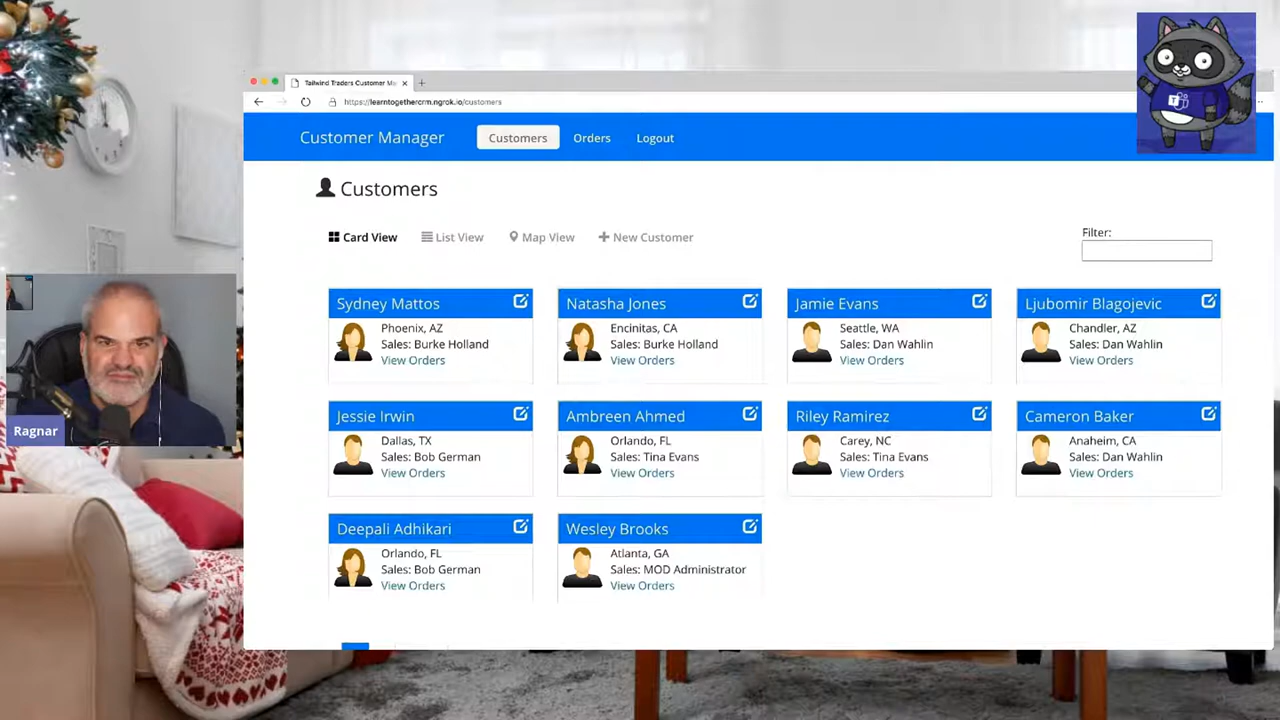 Tailwind Traders Customer Ma
https://learntogethercrm.ngrok.io/customers
Customer Manager
Customers
Orders
Logout
Customers
Card View
List View
Map View
New Customer
Filter:
Sydney Mattos
Phoenix, AZ
Sales: Burke Holland
View Orders
Natasha Jones
Encinitas, CA
Sales: Burke Holland
View Orders
Jamie Evans
Seattle, WA
Sales: Dan Wahlin
View Orders
Ljubomir Blagojevic
Chandler, AZ
Sales: Dan Wahlin
View Orders
Jessie Irwin
Dallas, TX
Sales: Bob German
View Orders
Ambreen Ahmed
Orlando, FL
Sales: Tina Evans
View Orders
Riley Ramirez
Carey, NC
Sales: Tina Evans
View Orders
Cameron Baker
Anaheim, CA
Sales: Dan Wahlin
View Orders
Deepali Adhikari
Orlando, FL
Sales: Bob German
View Orders
Wesley Brooks
Atlanta, GA
Sales: MOD Administrator
View Orders
Ragnar
T